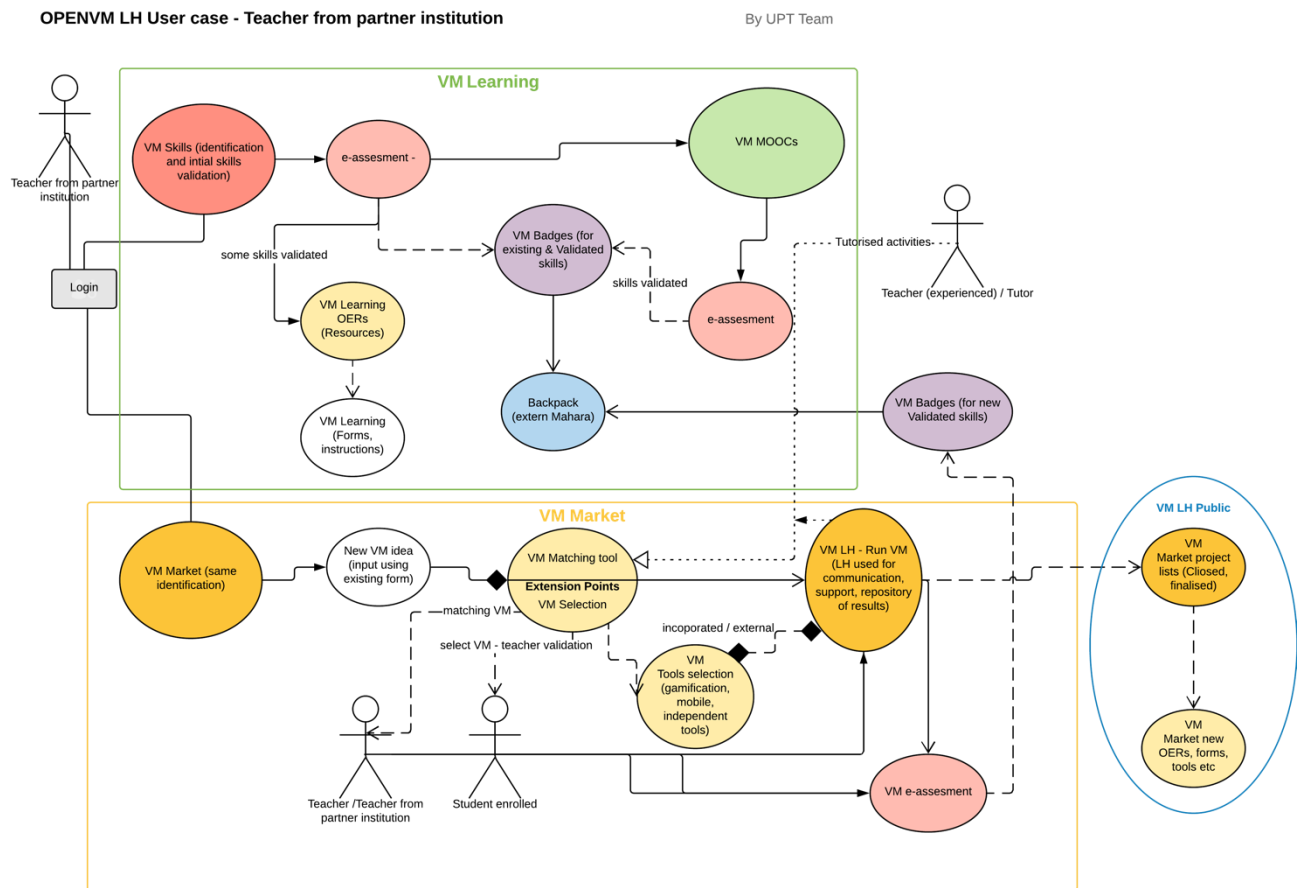 OPENVM LH User case - Teacher from partner institution
By UPT Team
VM Learning
VM Skills (identification
and intial skills
validation)
e-assesment -
VM MOOCs
Teacher from partner
institution
Login
some skills validated
VM Badges (for
existing & Validated
skills)
skills validated
Tutorised activities
Teacher (experienced) / Tutor
VM Learning
OERs
(Resources)
e-assesment
VM Learning
(Forms,
instructions)
Backpack
(extern Mahara)
VM Badges (for new
Validated skills)
VM Market
VM Market (same
identification)
New VM idea
(input using
existing form)
VM Matching tool
Extension Points
VM Selection
VM LH - Run VM
(LH used for
communication,
support, repository
of results)
VM LH Public
VM
Market project
lists (Cliosed,
finalised)
matching VM
select VM - teacher validation
incoporated / external
VM
Tools selection
(gamification,
mobile,
independent
tools)
VM
Market new
OERs, forms,
tools etc
Teacher /Teacher from
partner institution
Student enrolled
VM e-assesment